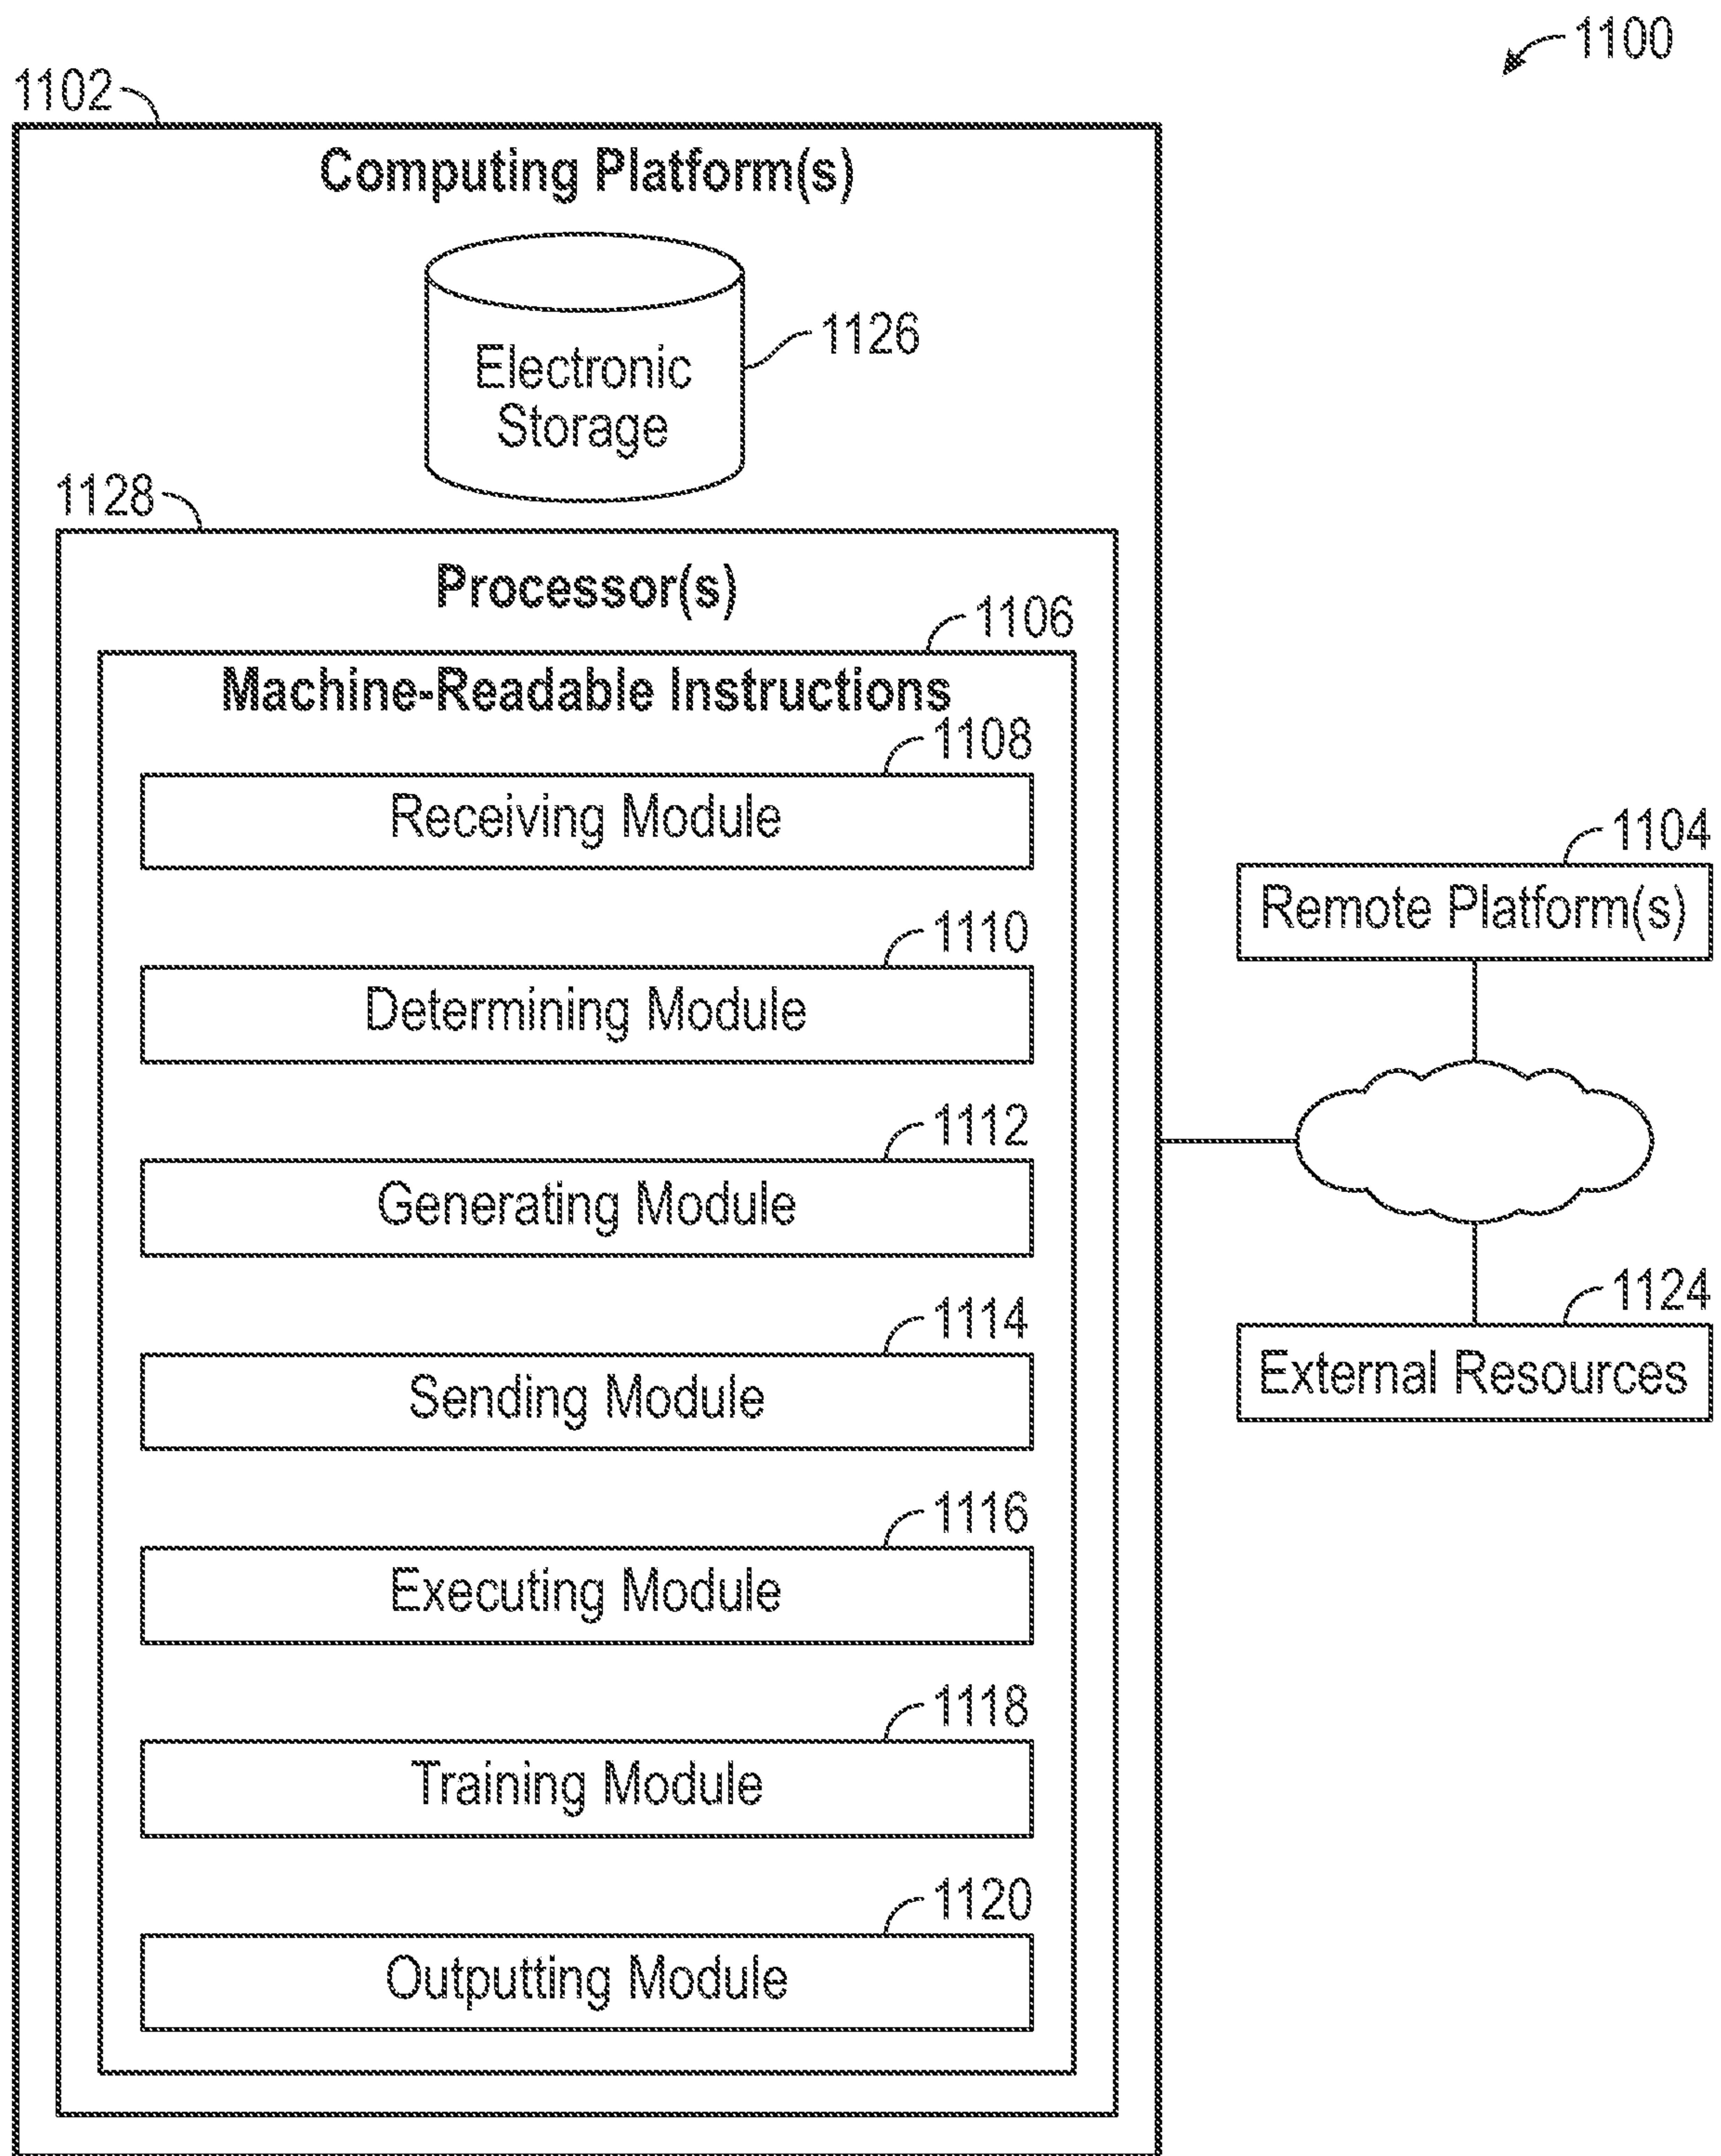 1100
1102
Computing Platform(s)
Electronic
Storage
1126
1128
Processor(s)
1106
Machine-Readable Instructions
1108
Receiving Module
1110
Determining Module
1112
Generating Module
1114
Sending Module
1116
Executing Module
1118
Training Module
1120
Outputting Module
1104
Remote Platform(s)
1124
External Resources